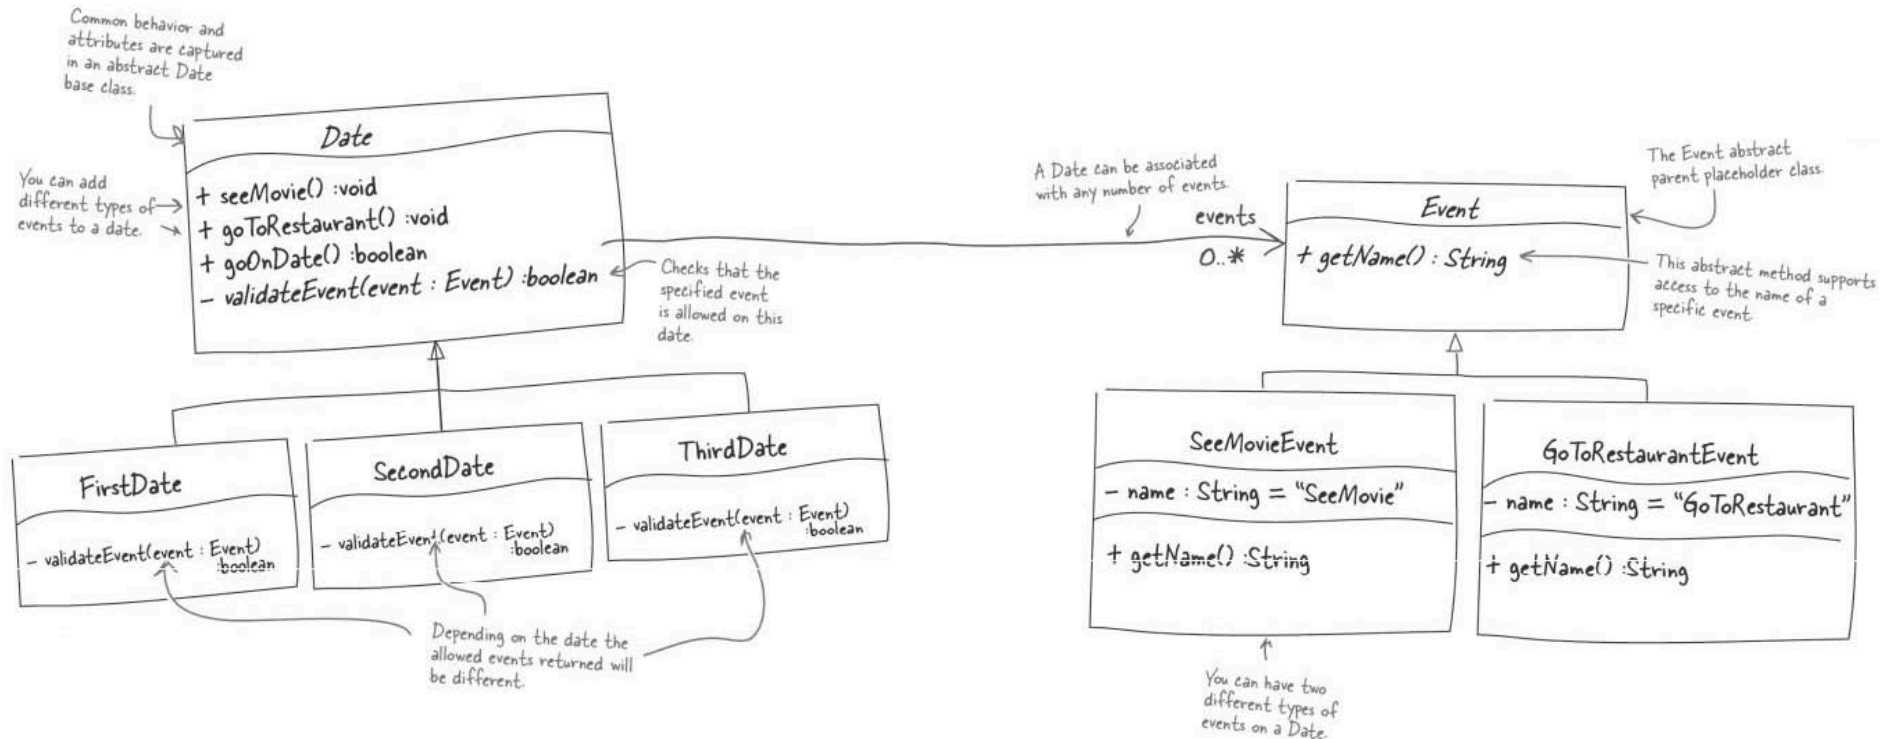 Common behavior and
attributes are captured
in an abstract Date
base class.
Date
+ seeMovie() :void
+ goToRestaurant() :void
+ goOnDate() :boolean
- validateEvent(event : Event) :boolean
You can add
different types of
events to a date.
Checks that the
specified event
is allowed on this
date.
A Date can be associated
with any number of events.
events
0..*
Event
+ getName() : String
The Event abstract
parent placeholder class.
This abstract method supports
access to the name of a
specific event
FirstDate
- validateEvent(event : Event)
:boolean
SecondDate
- validateEvent(event : Event)
:boolean
ThirdDate
- validateEvent(event : Event)
:boolean
Depending on the date the
allowed events returned will
be different.
SeeMovieEvent
- name : String = "SeeMovie"
+ getName() :String
GoToRestaurantEvent
- name : String = "GoToRestaurant"
+ getName() :String
You can have two
different types of
events on a Date.